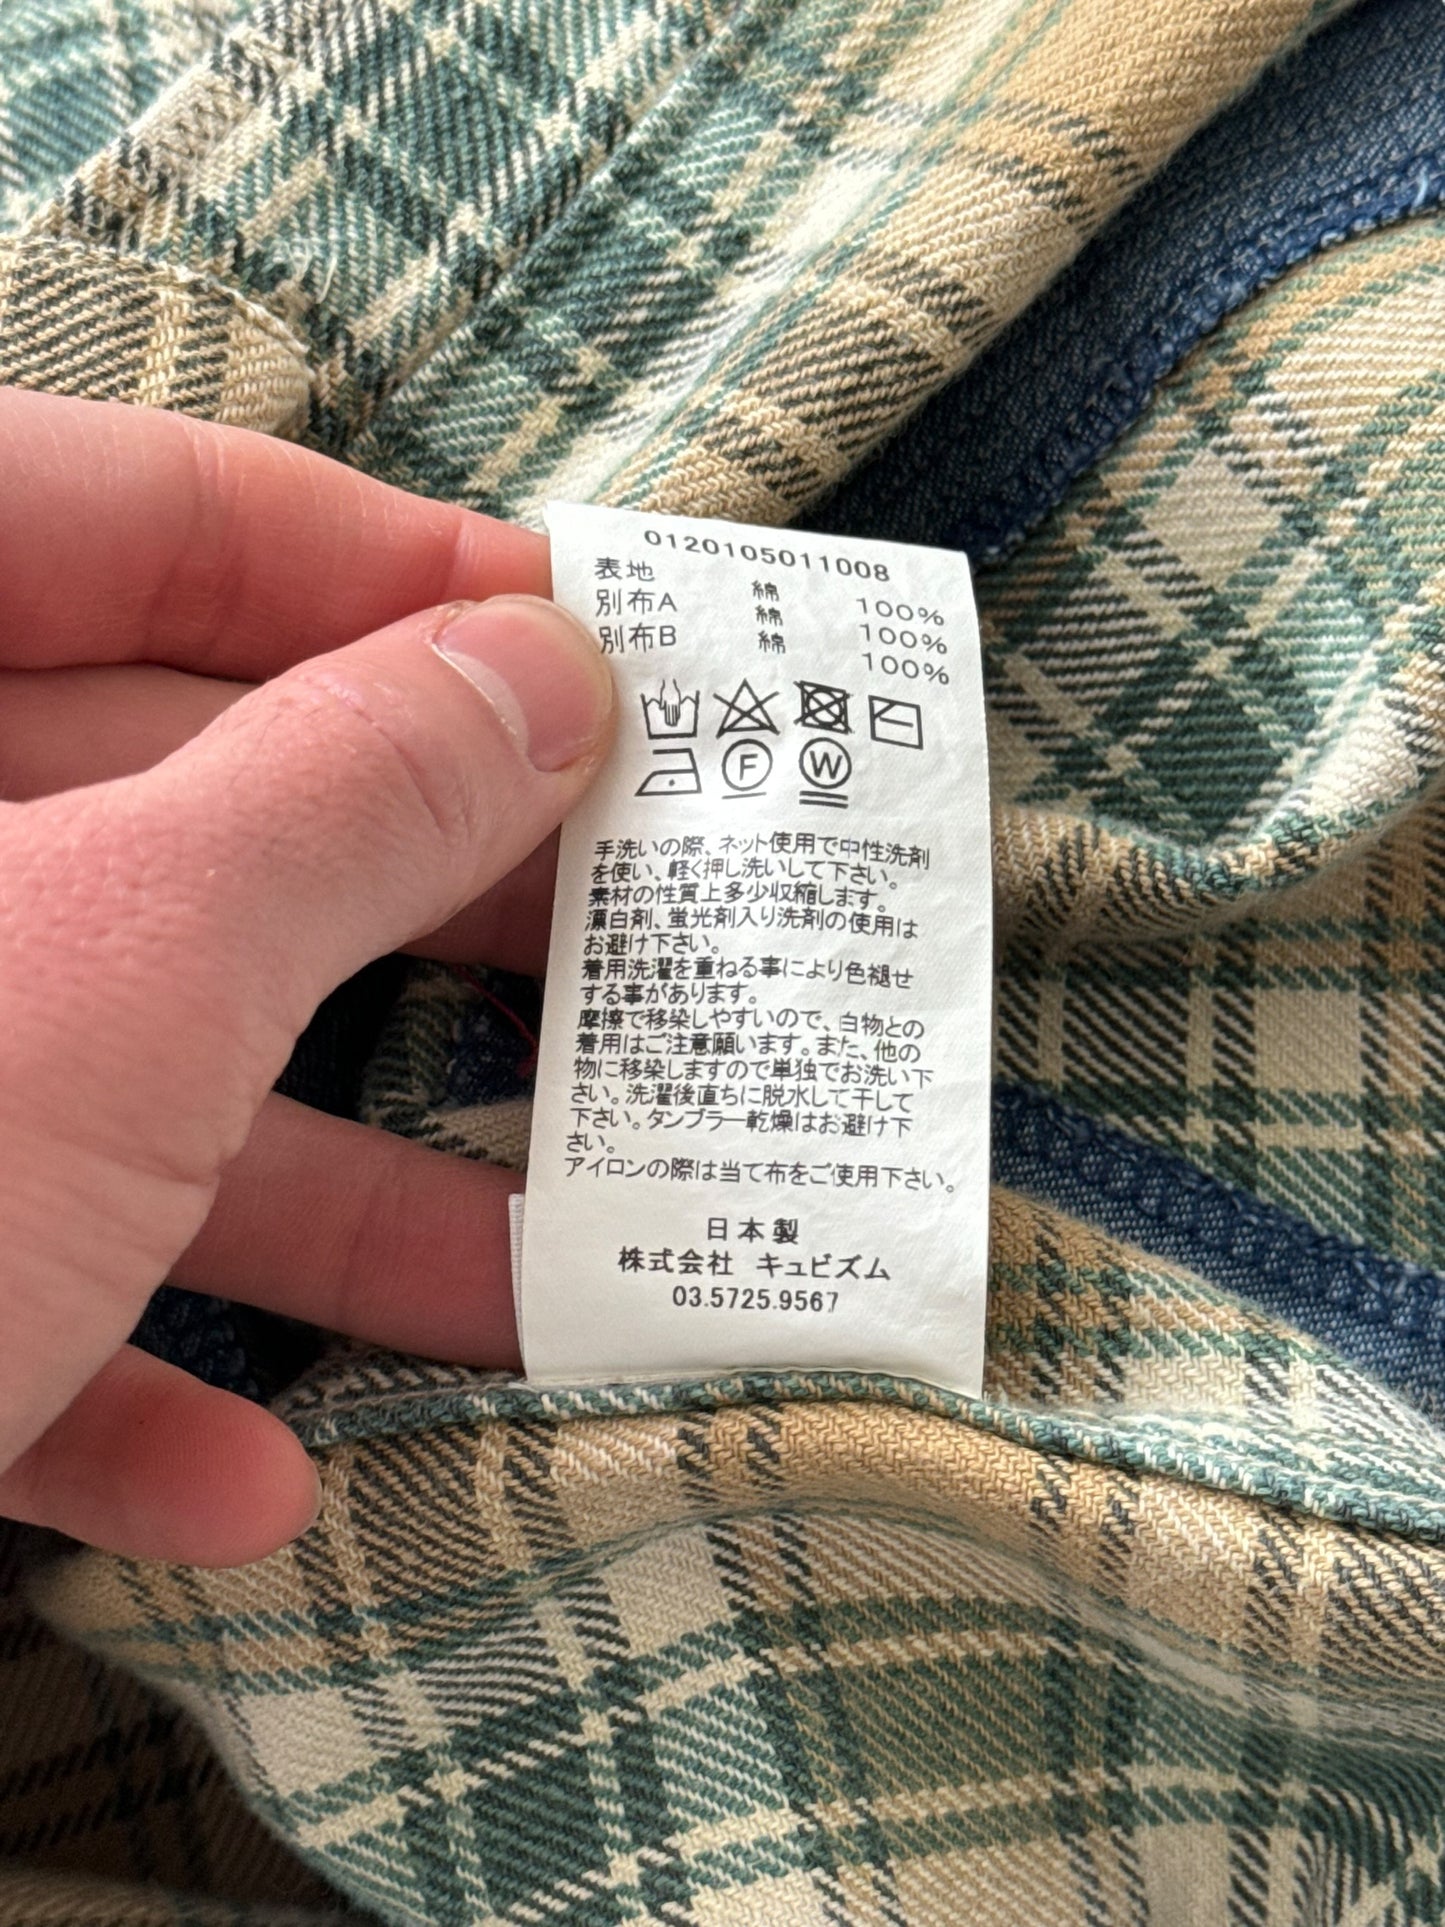 0120105011008
表地 綿 100%
別布A 綿 100%
別布B 綿 100%
F W
手洗いの際、ネット使用で中性洗剤
を使い、軽く押し洗いして下さい。
素材の性質上多少収縮します。
漂白剤、蛍光剤入り洗剤の使用は
お避け下さい。
着用洗濯を重ねる事により色褪せ
する事があります。
摩擦で移染しやすいので、白物との
着用はご注意願います。また、他の
物に移染しますので単独でお洗い下
さい。洗濯後直ちに脱水して干して
下さい。タンブラー乾燥はお避け下
さい。
アイロンの際は当て布をご使用下さい。
日本製
株式会社 キュビズム
03.5725.9567